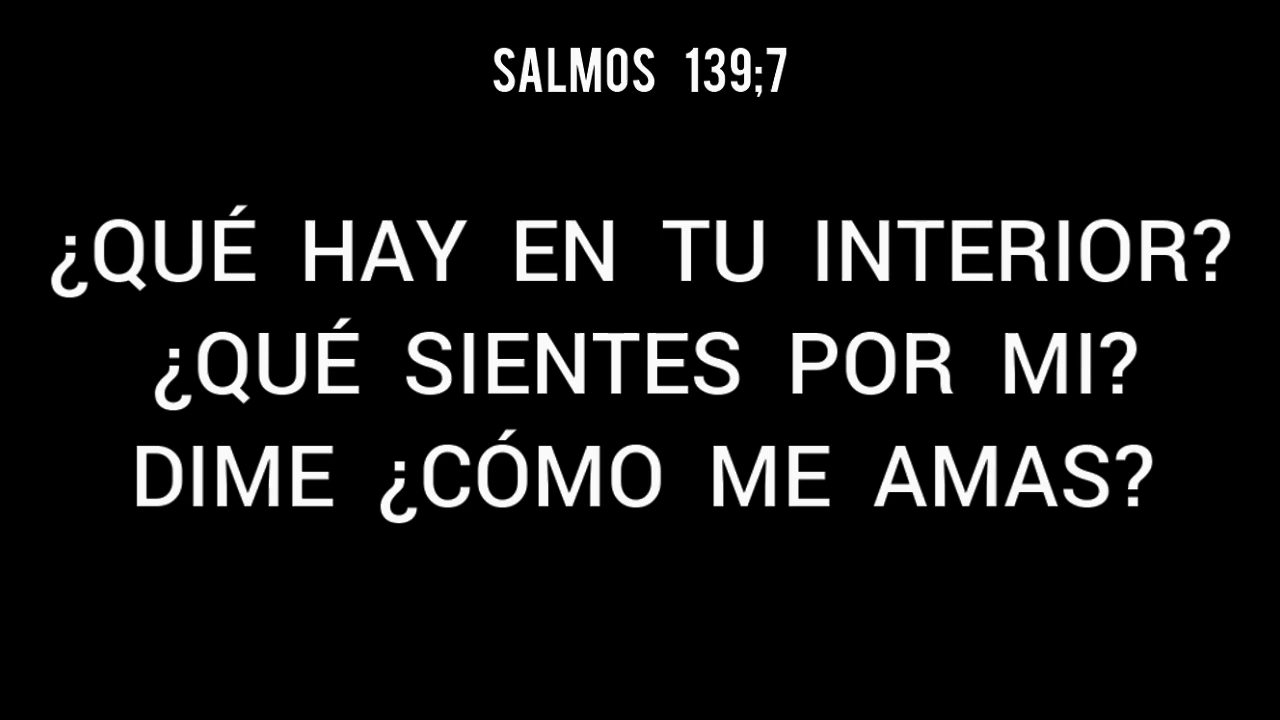 SALMOS 139;7
¿QUÉ HAY EN TU INTERIOR?
¿QUÉ SIENTES POR MI?
DIME ¿CÓMO ME AMAS?